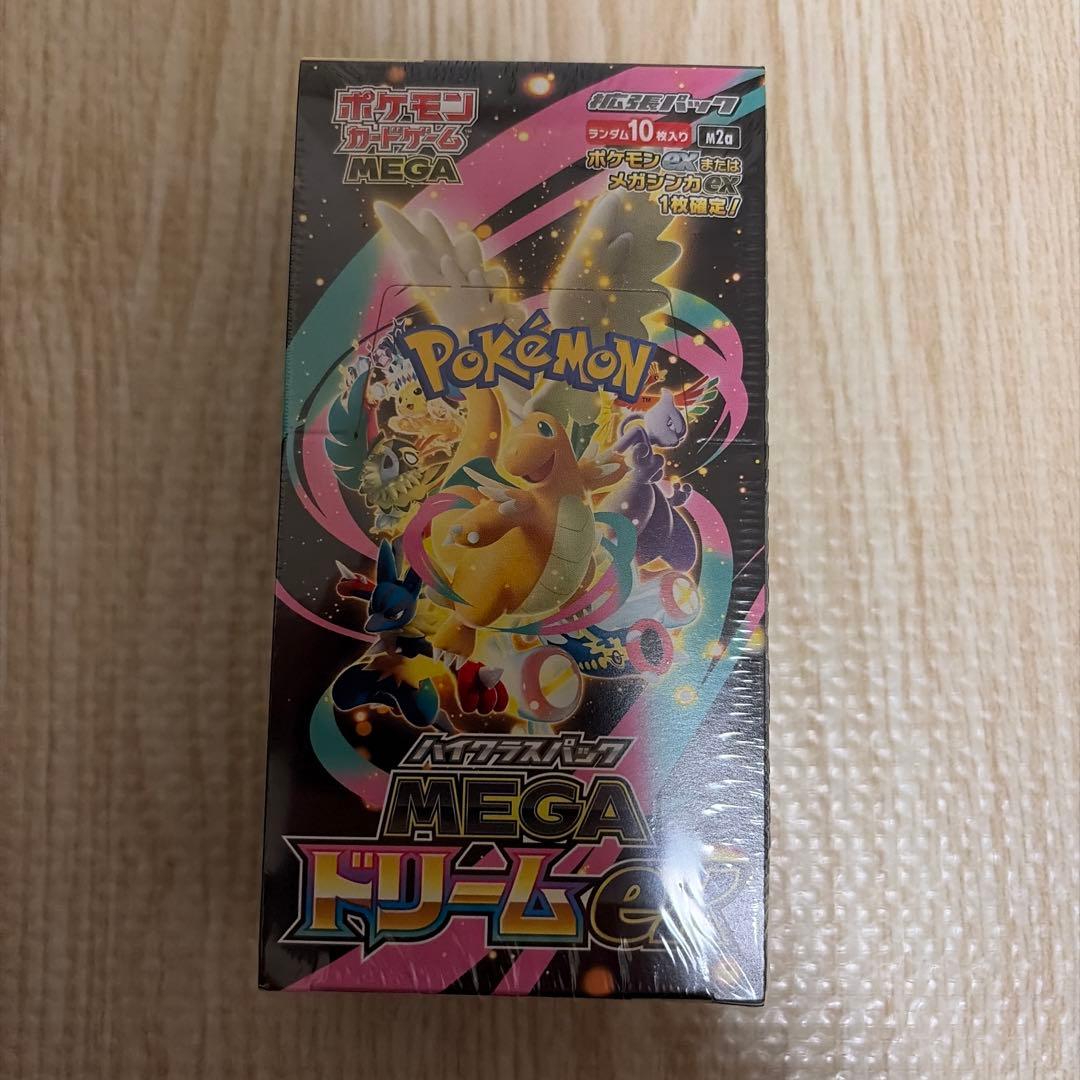 ポケモン
カードゲーム
MEGA
拡張パック
ランダム10枚入り M2a
ポケモンexまたは
メガシンカex
1枚確定!
POKéMON
TM
ハイクラスパック
MEGA
ドリームex